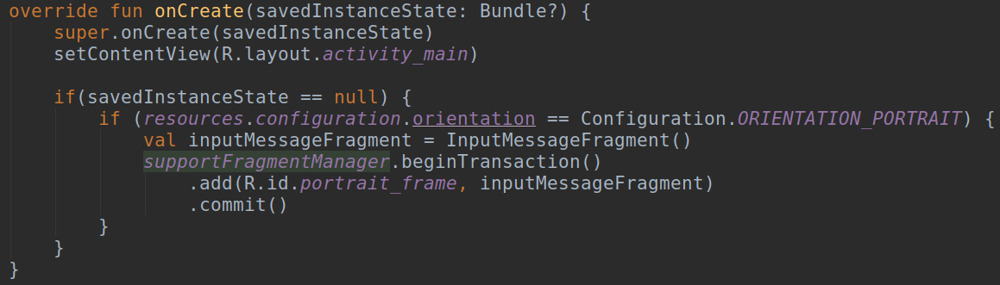 override fun onCreate(savedInstanceState: Bundle?) {
    super.onCreate(savedInstanceState)
    setContentView(R.layout.activity_main)

    if(savedInstanceState == null) {
        if (resources.configuration.orientation == Configuration.ORIENTATION_PORTRAIT) {
            val inputMessageFragment = InputMessageFragment()
            supportFragmentManager.beginTransaction()
                .add(R.id.portrait_frame, inputMessageFragment)
                .commit()
        }
    }
}